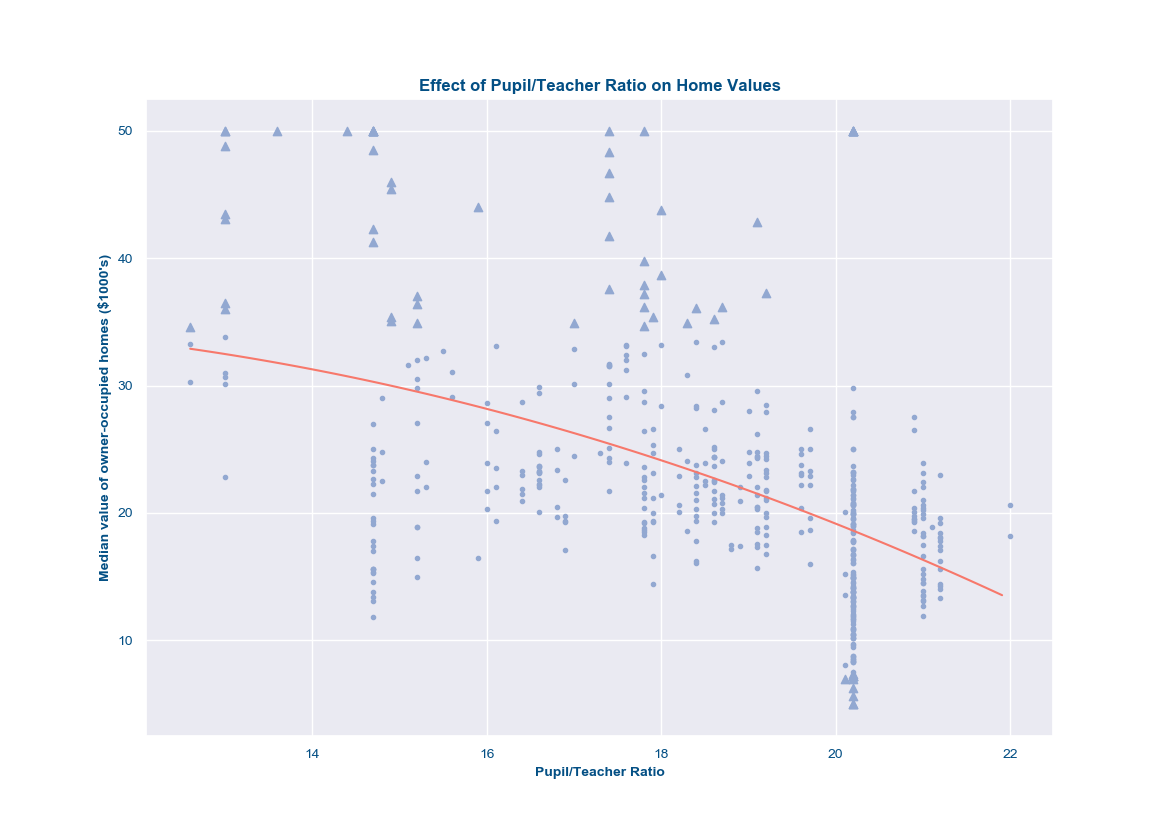 Effect of Pupil/Teacher Ratio on Home Values
Median value of owner-occupied homes ($1000's)
50
40
30
20
10
14 16 18 20 22
Pupil/Teacher Ratio